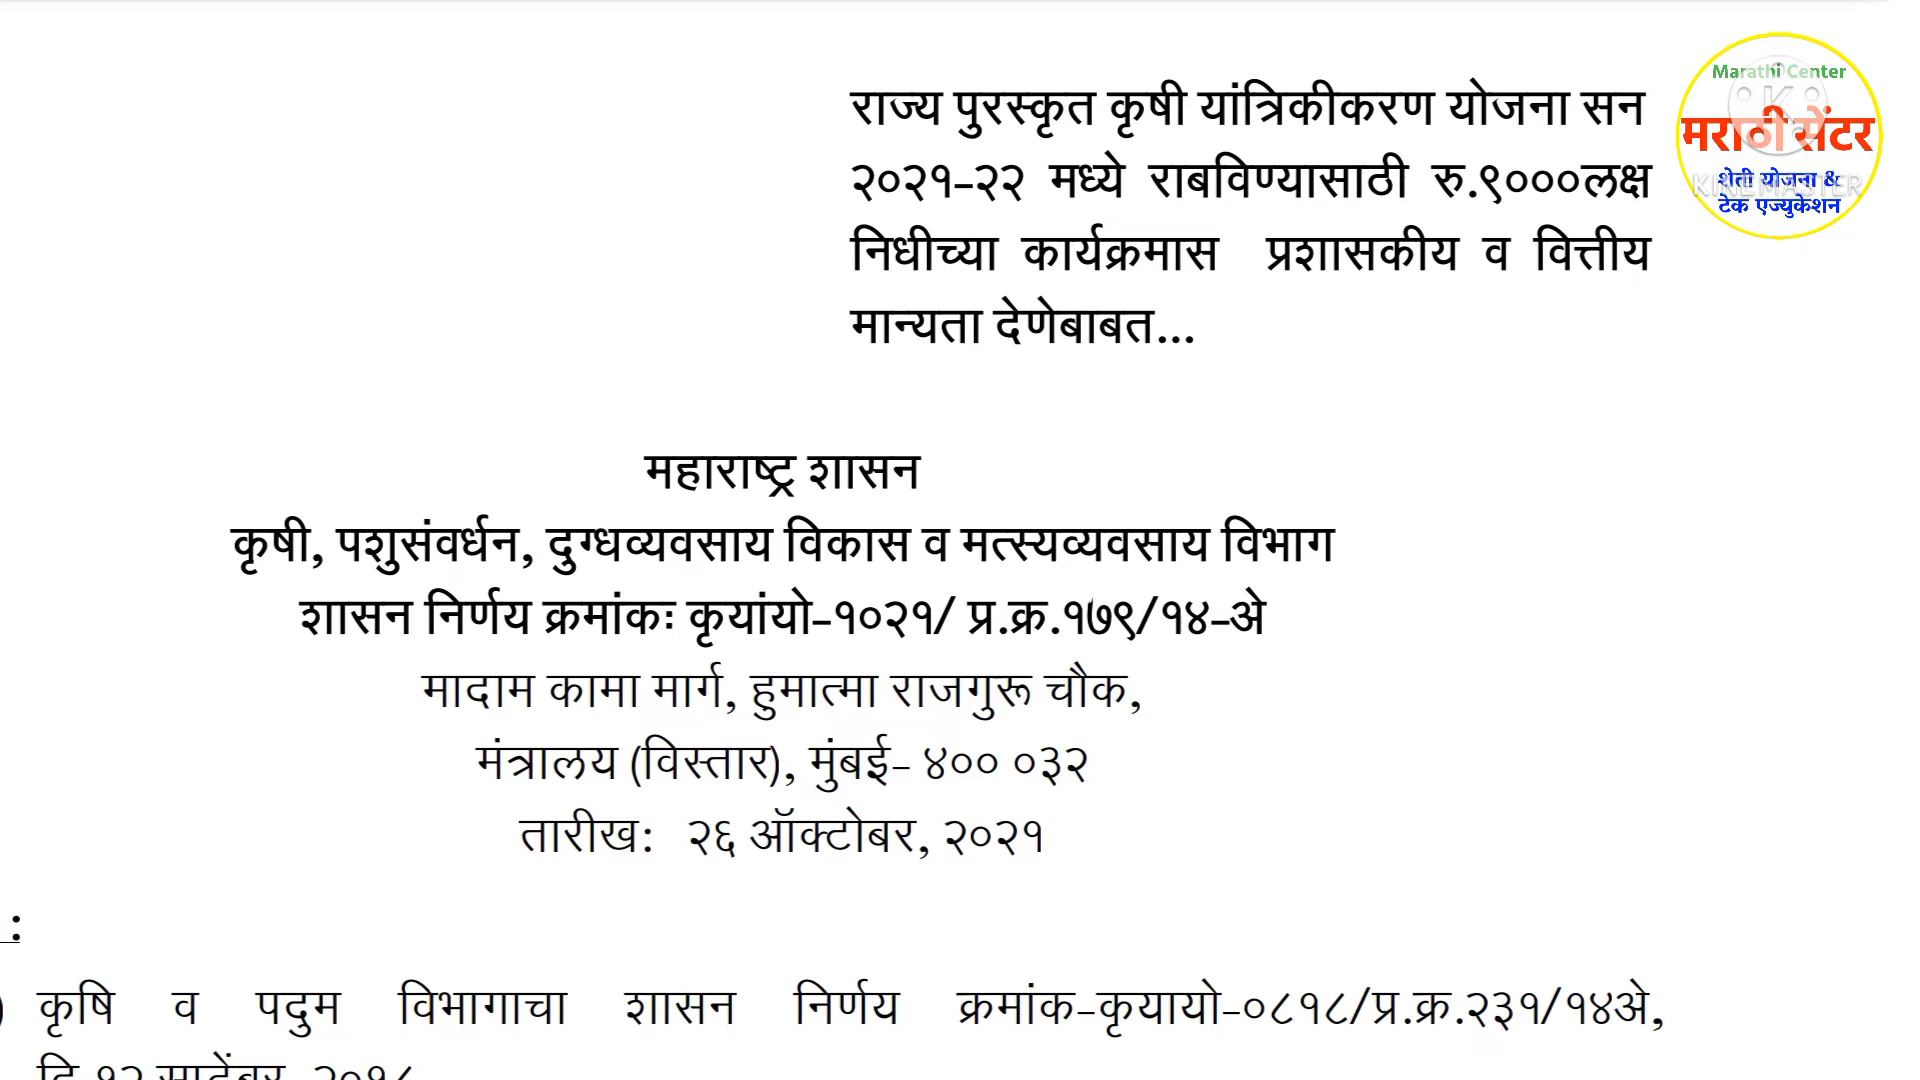 Marathi Center
मराठी सेंटर
शेती योजना &
KINEMASTER
टेक एज्युकेशन
राज्य पुरस्कृत कृषी यांत्रिकीकरण योजना सन
२०२१-२२ मध्ये राबविण्यासाठी रु.९०००लक्ष
निधीच्या कार्यक्रमास प्रशासकीय व वित्तीय
मान्यता देणेबाबत...
महाराष्ट्र शासन
कृषी, पशुसंवर्धन, दुग्धव्यवसाय विकास व मत्स्यव्यवसाय विभाग
शासन निर्णय क्रमांकः कृयांयो-१०२१/ प्र.क्र.१७९/१४-अे
मादाम कामा मार्ग, हुमात्मा राजगुरू चौक,
मंत्रालय (विस्तार), मुंबई- ४०० ०३२
तारीख: २६ ऑक्टोबर, २०२१
:
) कृषि व पदुम विभागाचा शासन निर्णय क्रमांक-कृयायो-०८१८/प्र.क्र.२३१/१४अे,